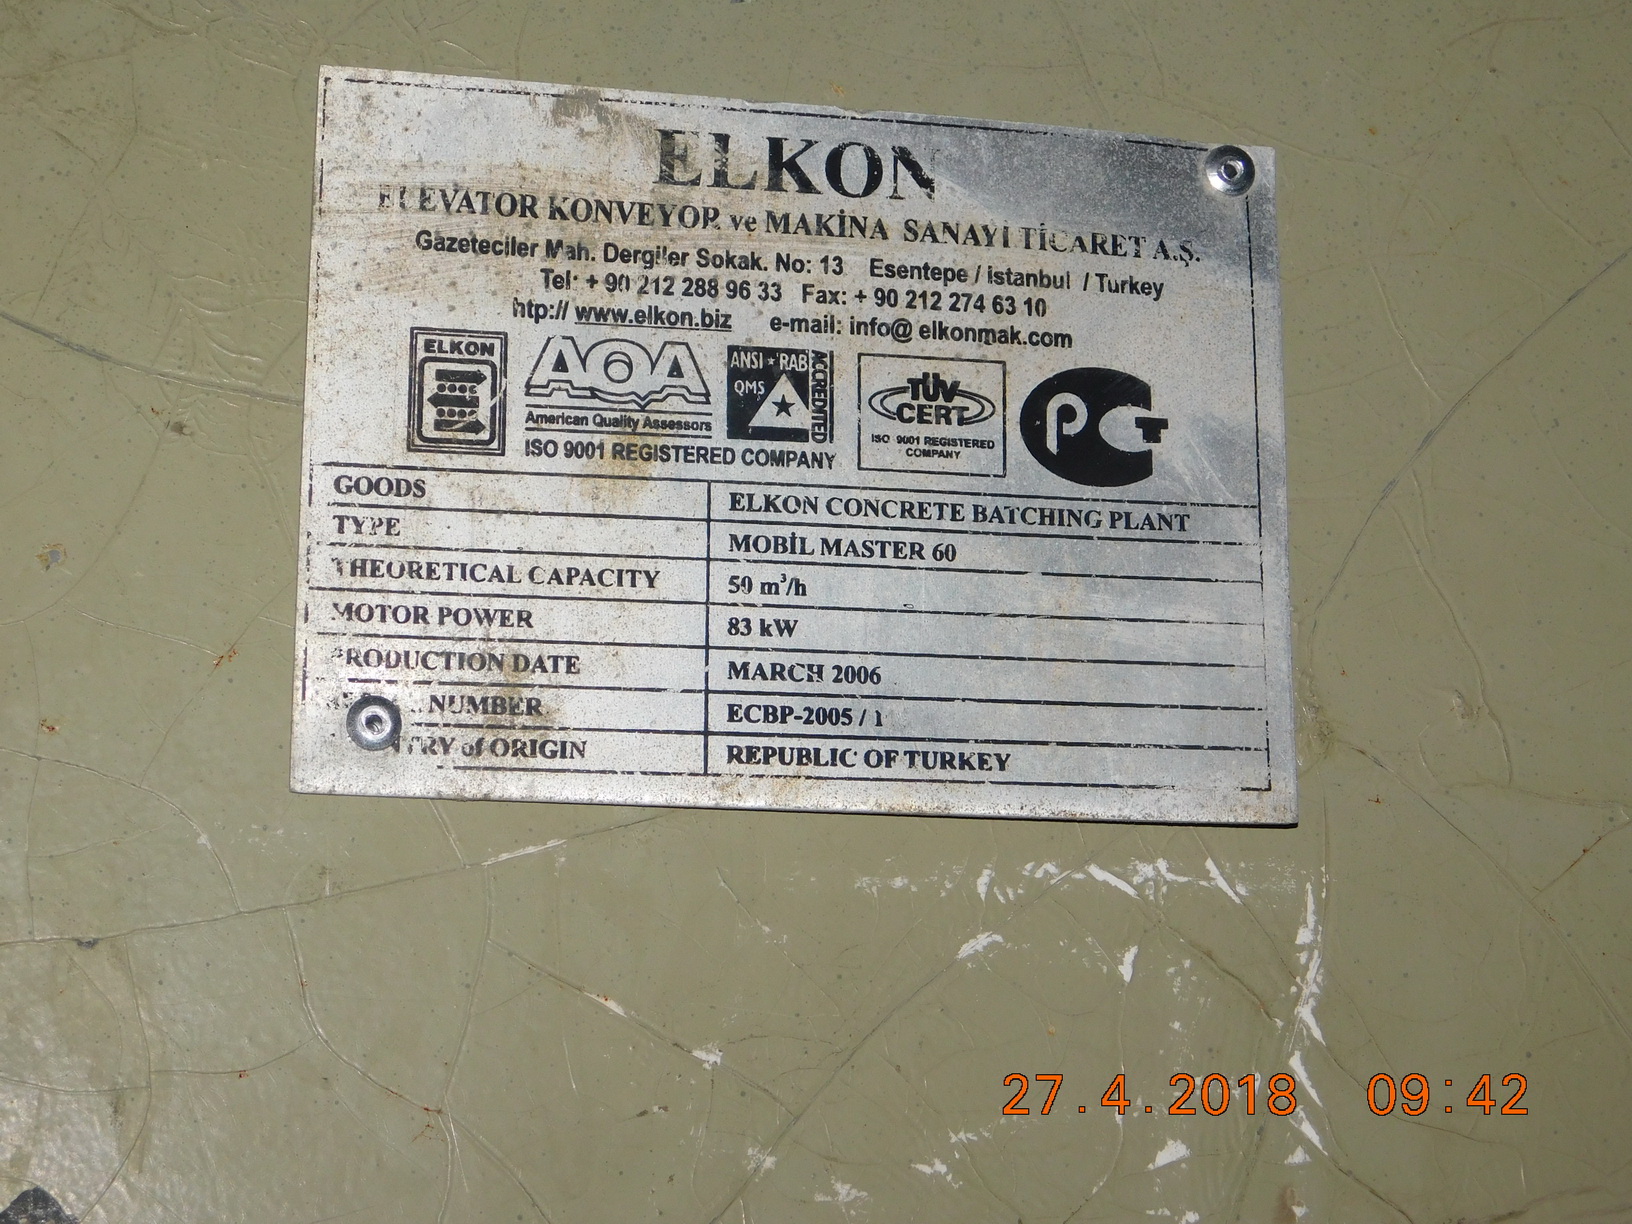 ELKON
ELEVATOR KONVEYOR ve MAKİNA SANAYİ TİCARET A.Ş.
Gazeteciler Mah. Dergiler Sokak. No: 13 Esentepe / istanbul / Turkey
Tel: + 90 212 288 96 33 Fax: + 90 212 274 63 10
http:// www.elkon.biz e-mail: info@ elkonmak.com
ELKON
AQA
American Quality Assessors
ISO 9001 REGISTERED COMPANY
ANSI ★ RAB
QMS
ACCREDITED
TÜV
CERT
ISO 9001 REGISTERED
COMPANY
PCT
GOODS ELKON CONCRETE BATCHING PLANT
TYPE MOBİL MASTER 60
THEORETICAL CAPACITY 50 m³/h
MOTOR POWER 83 kW
PRODUCTION DATE MARCH 2006
NUMBER ECBP-2005 / 1
of ORIGIN REPUBLIC OF TURKEY
27.4.2018 09:42